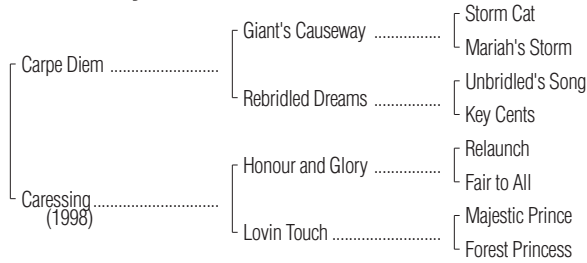 Storm Cat
Giant's Causeway .................
Mariah's Storm
Carpe Diem ............................
Unbridled's Song
Rebridled Dreams .................
Key Cents
Relaunch
Honour and Glory .................
Fair to All
Caressing ................................
(1998)
Majestic Prince
Lovin Touch ............................
Forest Princess